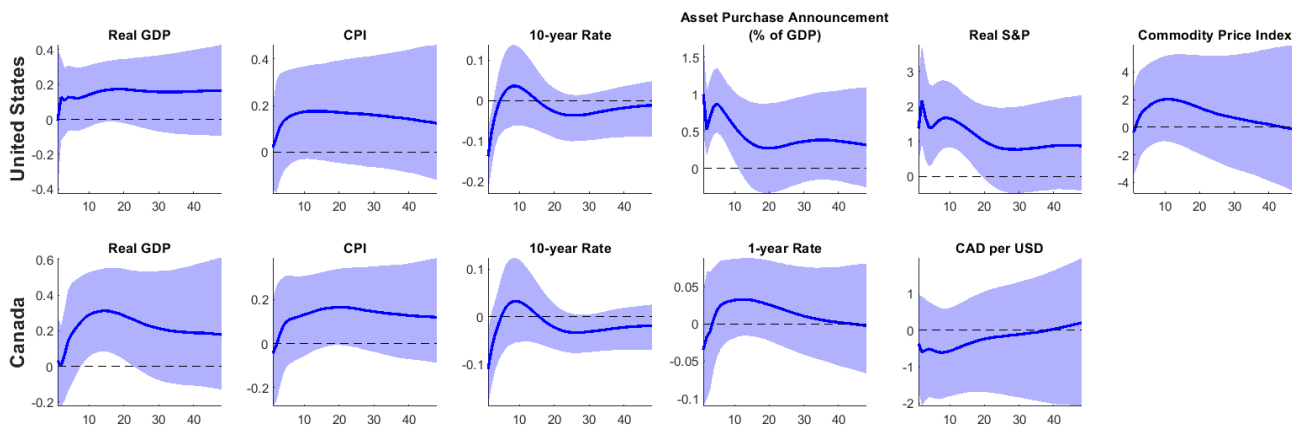 United States
Real GDP
0.4
0.2
0
-0.2
-0.4
10 20 30 40
CPI
0.4
0.2
0
10 20 30 40
10-year Rate
0.1
0
-0.1
-0.2
10 20 30 40
Asset Purchase Announcement
(% of GDP)
1.5
1
0.5
0
10 20 30 40
Real S&P
3
2
1
0
10 20 30 40
Commodity Price Index
6
4
2
0
-2
-4
10 20 30 40
Canada
Real GDP
0.6
0.4
0.2
0
-0.2
10 20 30 40
CPI
0.2
0
-0.2
10 20 30 40
10-year Rate
0.1
0
-0.1
10 20 30 40
1-year Rate
0.05
0
-0.05
-0.1
10 20 30 40
CAD per USD
1
0
-1
-2
10 20 30 40